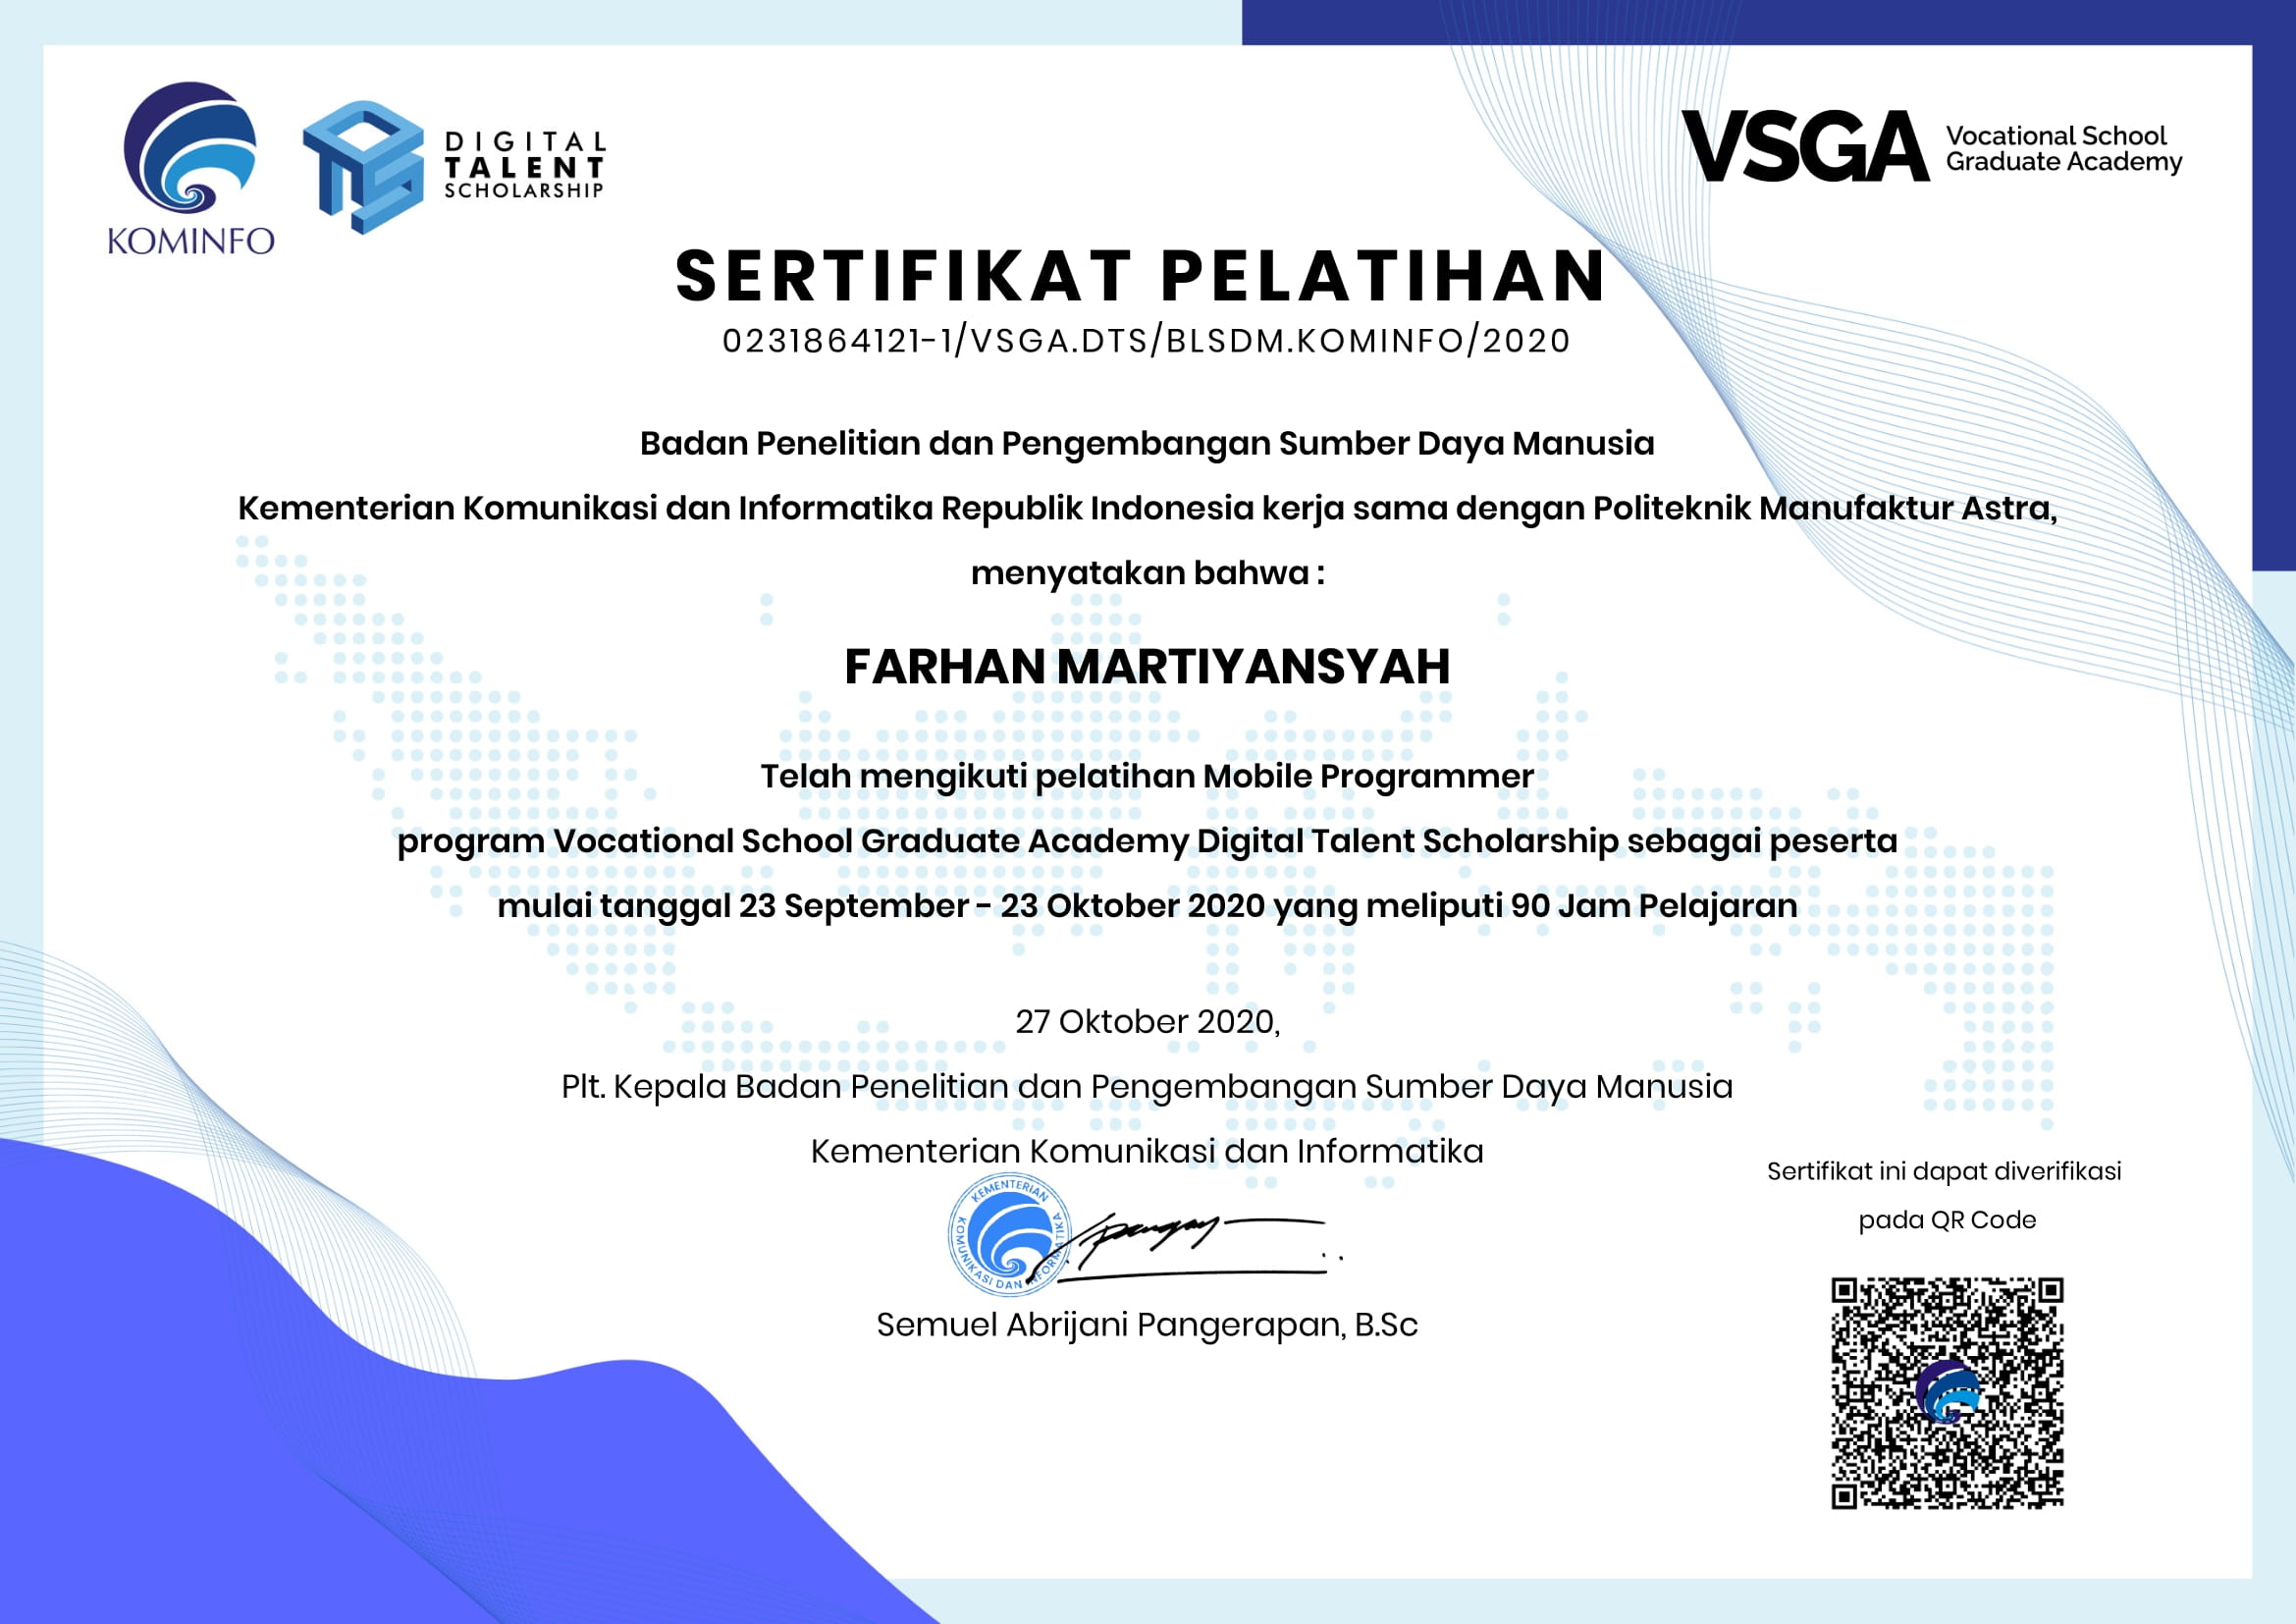 KOMINFO
DIGITAL
TALENT
SCHOLARSHIP
VSGA
Vocational School
Graduate Academy
SERTIFIKAT PELATIHAN
0231864121-1/VSGA.DTS/BLSDM.KOMINFO/2020
Badan Penelitian dan Pengembangan Sumber Daya Manusia
Kementerian Komunikasi dan Informatika Republik Indonesia kerja sama dengan Politeknik Manufaktur Astra,
menyatakan bahwa :
FARHAN MARTIYANSYAH
Telah mengikuti pelatihan Mobile Programmer
program Vocational School Graduate Academy Digital Talent Scholarship sebagai peserta
mulai tanggal 23 September - 23 Oktober 2020 yang meliputi 90 Jam Pelajaran
27 Oktober 2020,
Plt. Kepala Badan Penelitian dan Pengembangan Sumber Daya Manusia
Kementerian Komunikasi dan Informatika
KEMENTERIAN
KOMUNIKASI DAN INFORMATIKA
Semuel Abrijani Pangerapan, B.Sc
Sertifikat ini dapat diverifikasi
pada QR Code